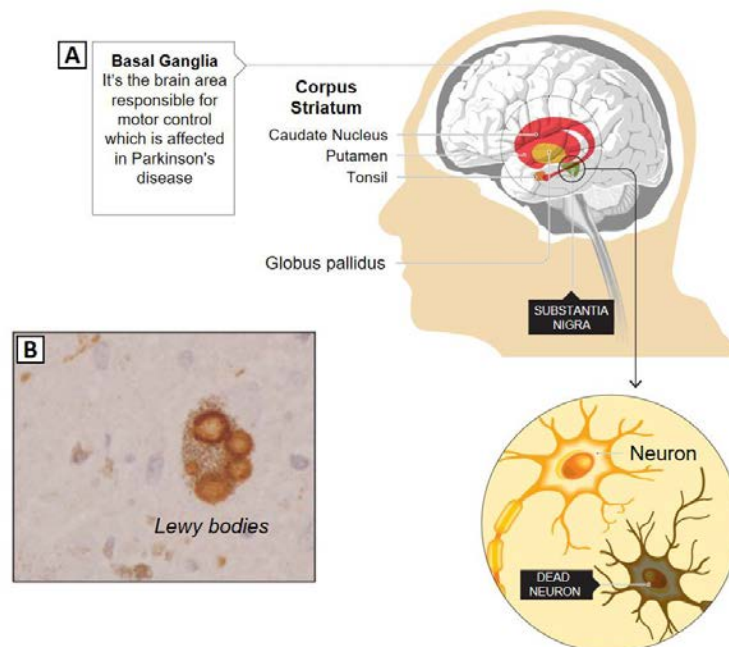 A
Basal Ganglia
It's the brain area
responsible for
motor control
which is affected
in Parkinson's
disease
Corpus
Striatum
Caudate Nucleus
Putamen
Tonsil
Globus pallidus
SUBSTANTIA
NIGRA
B
Lewy bodies
Neuron
DEAD
NEURON